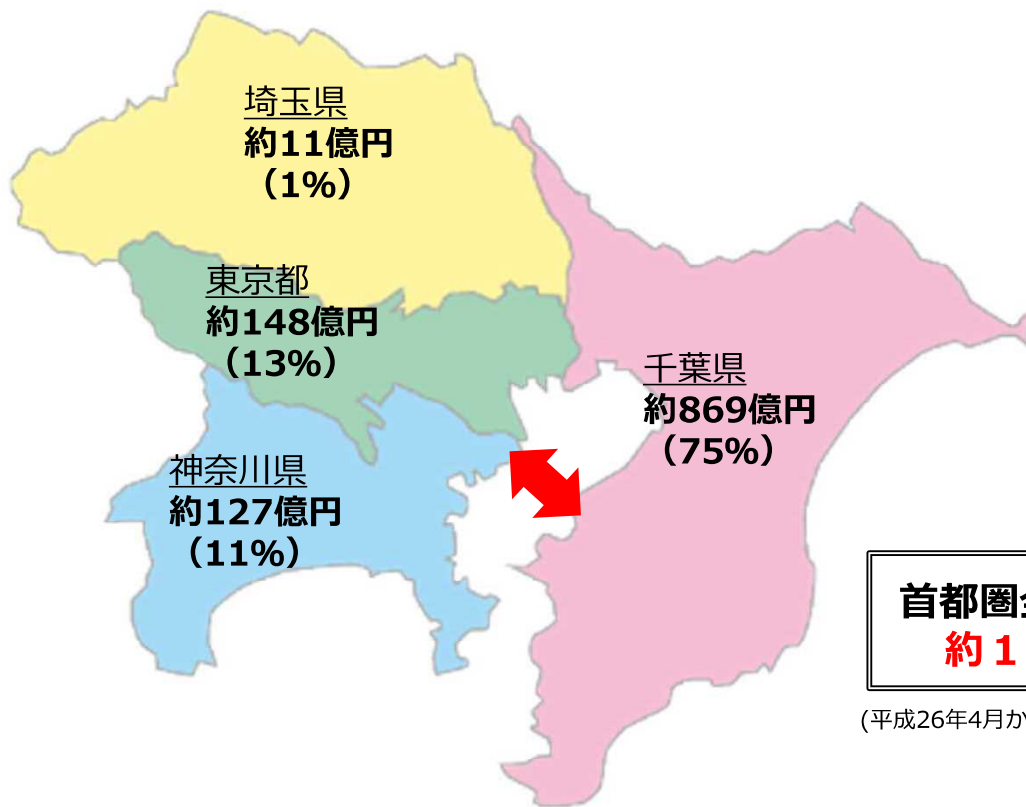 埼玉県
約11億円
（1%）
東京都
約148億円
（13%）
千葉県
約869億円
（75%）
神奈川県
約127億円
（11%）
首都圏
約１
(平成26年4月か